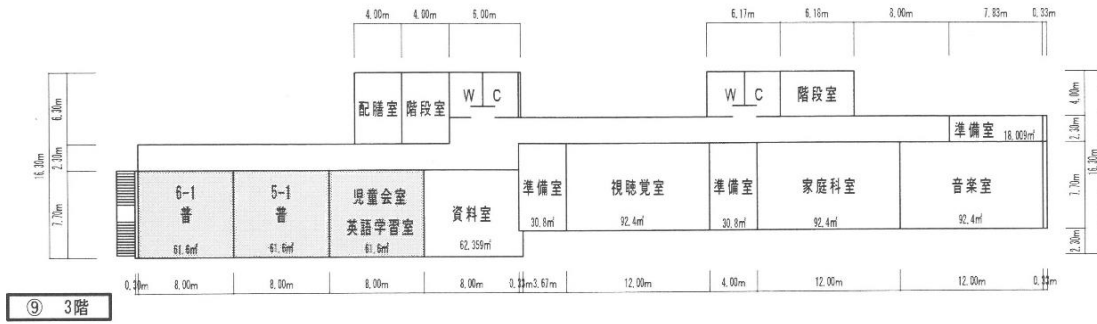 4.00m 4.00m 6.00m 6.17m 6.18m 8.00m 7.83m 0.33m
配膳室 階段室 W C W C 階段室
16.30m 6.30m 2.30m 7.70m
4.00m 2.30m 7.70m 2.30m 16.30m
準備室 18.009㎡
6-1
普
61.6㎡
5-1
普
61.6㎡
児童会室
英語学習室
61.6㎡
資料室
62.359㎡
準備室
30.8㎡
視聴覚室
92.4㎡
準備室
30.8㎡
家庭科室
92.4㎡
音楽室
92.4㎡
8.00m 8.00m 8.00m 8.00m 0.33m 3.67m 12.00m 4.00m 12.00m 12.00m
⑨ 3階